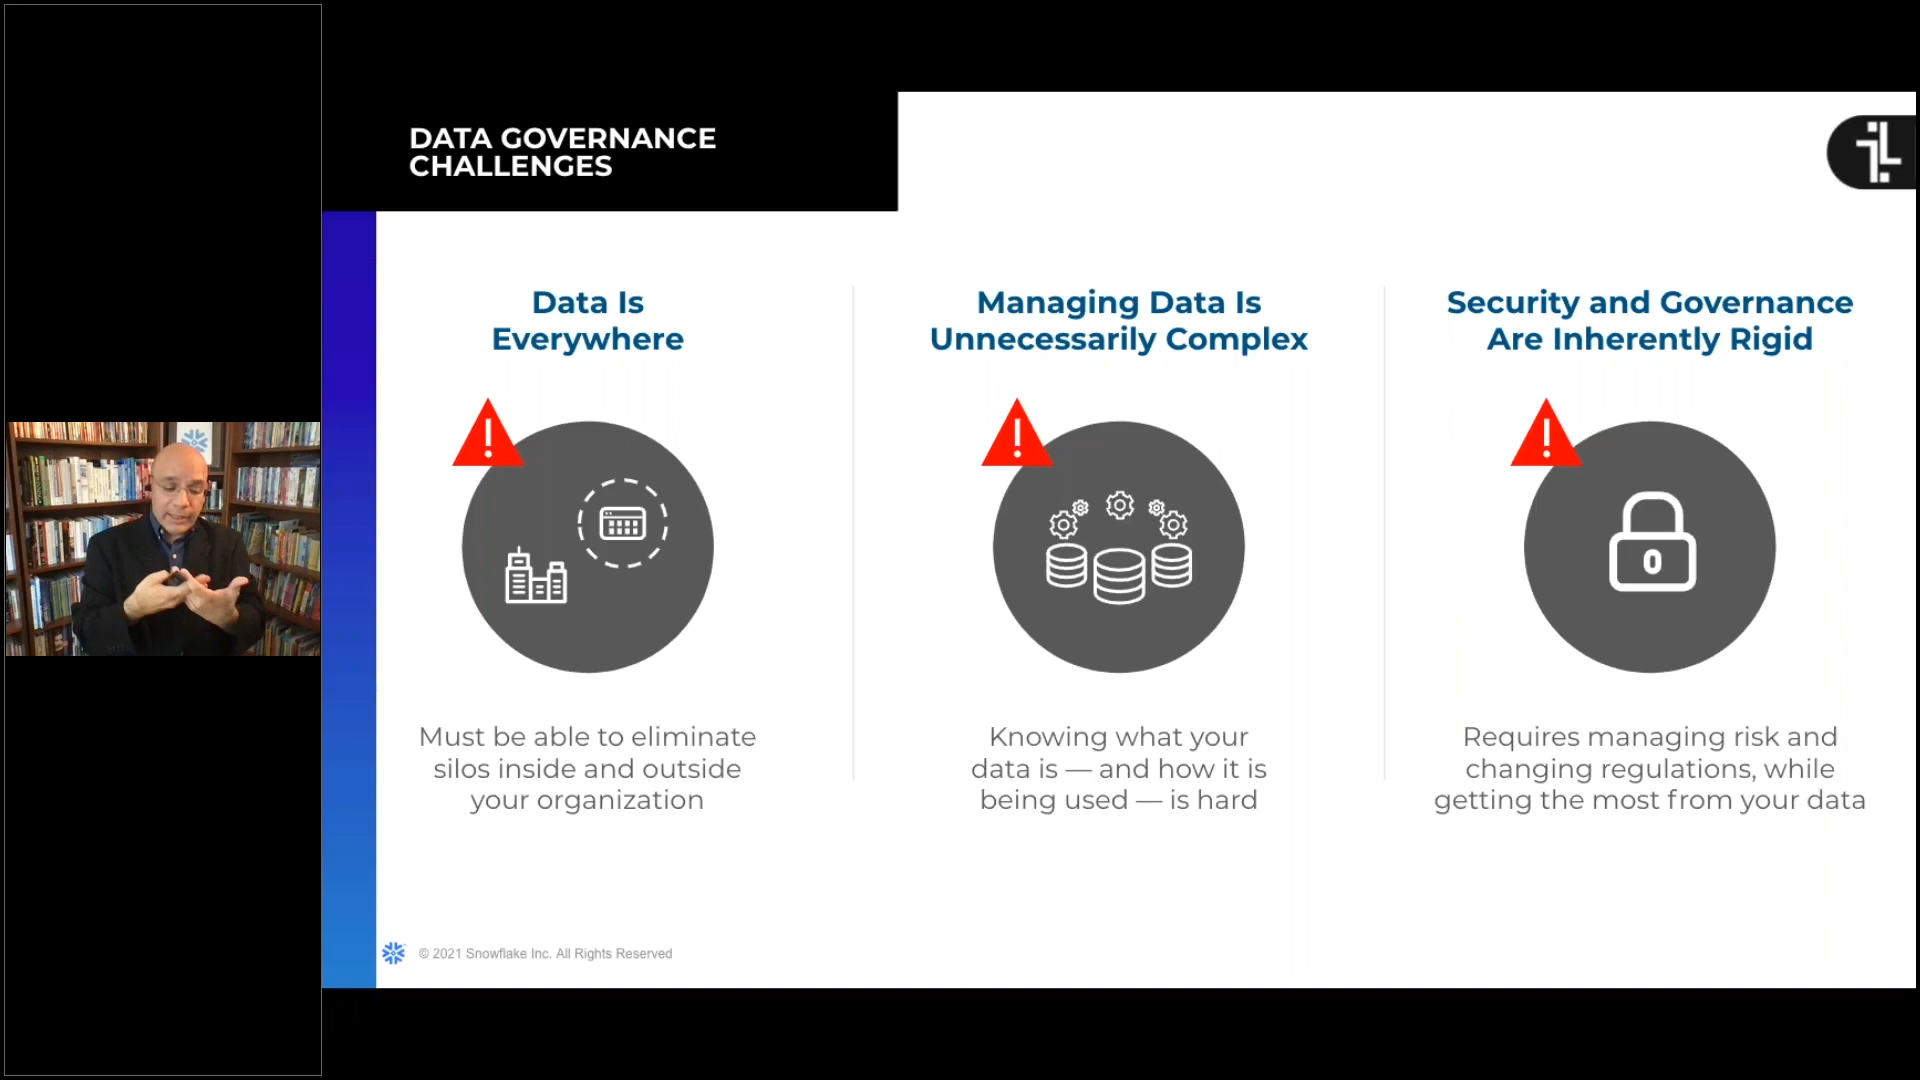 DATA GOVERNANCE
CHALLENGES
Data Is
Everywhere
Must be able to eliminate
silos inside and outside
your organization
Managing Data Is
Unnecessarily Complex
Knowing what your
data is — and how it is
being used — is hard
Security and Governance
Are Inherently Rigid
Requires managing risk and
changing regulations, while
getting the most from your data
© 2021 Snowflake Inc. All Rights Reserved